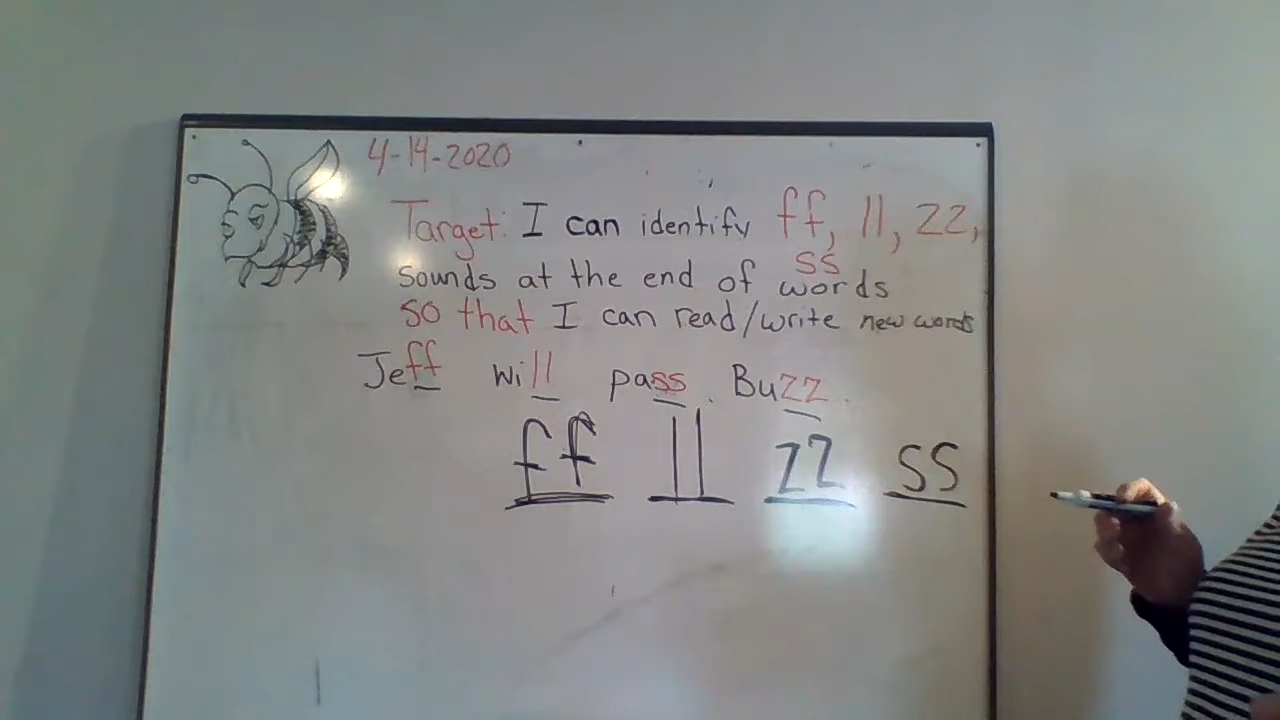 4-14-2020
Target: I can identify ff, ll, zz,
ss
sounds at the end of words
so that I can read/write new words
Jeff will pass. Buzz.
ff ll zz ss